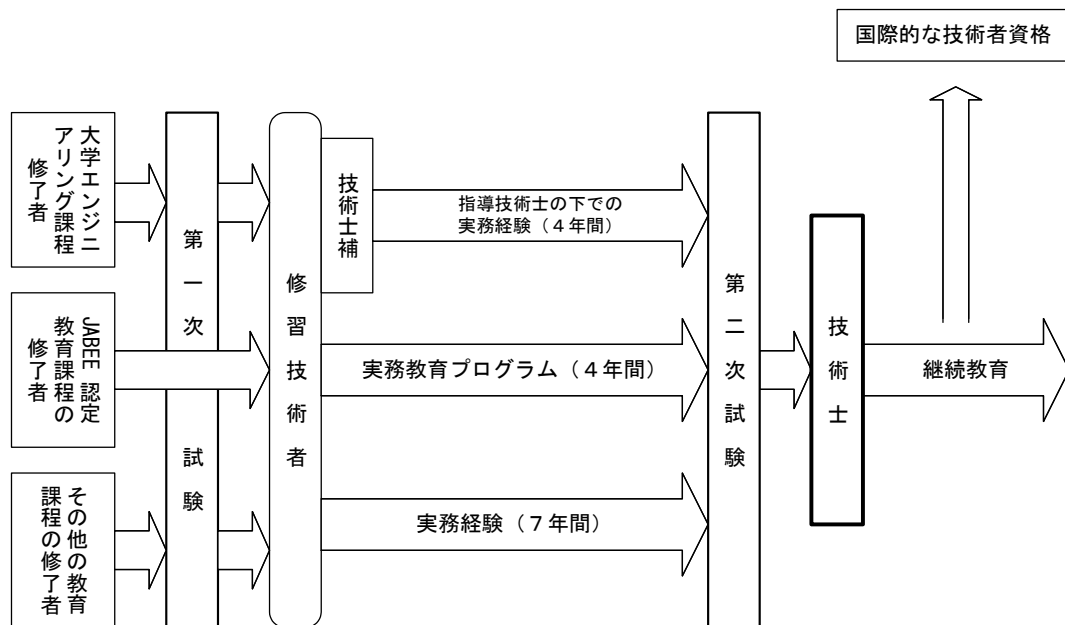 国際的な技術者資格
大学エンジニ
アリング課程
修了者
JABEE 認定
教育課程の
修了者
その他の教育
課程の修了者
第一次試験
修習技術者
技術士補
指導技術士の下での
実務経験（４年間）
実務教育プログラム（４年間）
実務経験（７年間）
第二次試験
技術士
継続教育